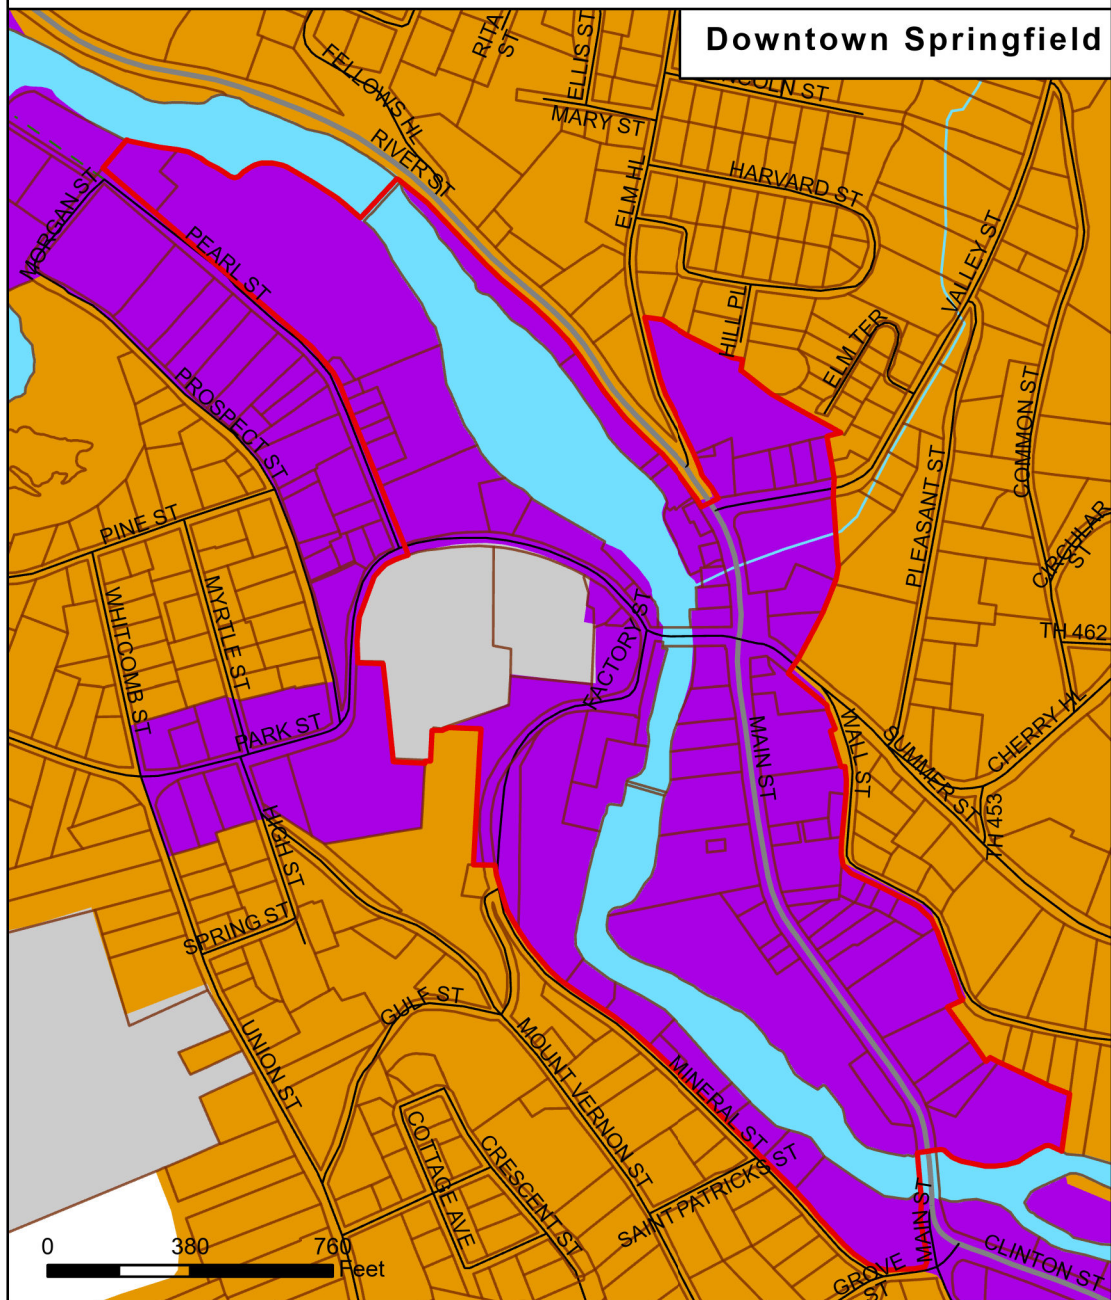 Downtown Springfield
RITA
ST
ELLIS ST
FELLOWS HL
COLN ST
MARY ST
RIVER ST
ELM HL
HARVARD ST
MORGAN ST
PEARL ST
VALLEY ST
HILL PL
ELM TER
PROSPECT ST
COMMON ST
PLEASANT ST
PINE ST
CIRCULAR
ST
WHITCOMB ST
MYRTLE ST
FACTORY ST
TH 462
PARK ST
MAIN ST
WALL ST
SUMMER ST
CHERRY HL
TH 453
HIGH ST
SPRING ST
GULF ST
UNION ST
MOUNT VERNON ST
MINERAL ST
COTTAGE AVE
CRESCENT ST
SAINT PATRICKS ST
MAIN ST
CLINTON ST
GROVE
ST
0 380 760
Feet